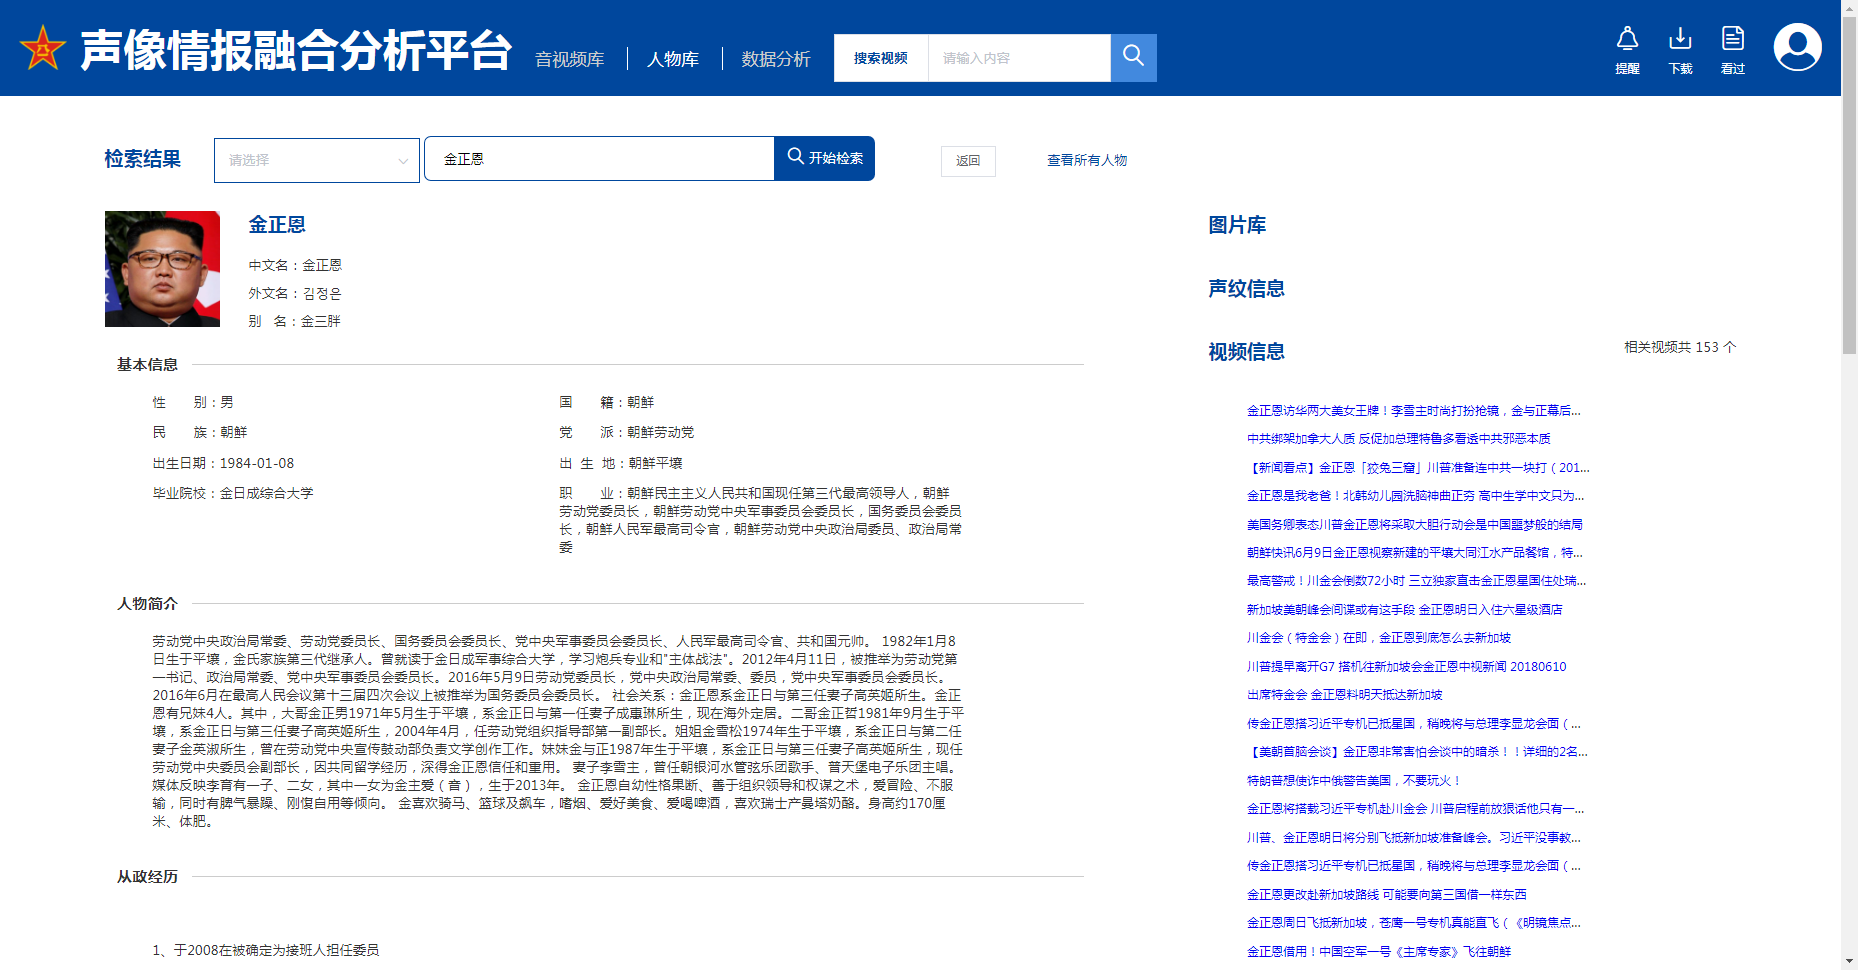 声像情报融合分析平台
音视频库
人物库
数据分析
搜索视频
请输入内容
提醒
下载
看过
检索结果
请选择
金正恩
开始检索
返回
查看所有人物
金正恩
中文名：金正恩
外文名：김정은
别 名：金三胖
基本信息
性 别：男
国 籍：朝鲜
民 族：朝鲜
党 派：朝鲜劳动党
出生日期：1984-01-08
出 生 地：朝鲜平壤
毕业院校：金日成综合大学
职 业：朝鲜民主主义人民共和国现任第三代最高领导人，朝鲜
劳动党委员长，朝鲜劳动党中央军事委员会委员长，国务委员会委员
长，朝鲜人民军最高司令官，朝鲜劳动党中央政治局委员、政治局常
委
人物简介
劳动党中央政治局常委、劳动党委员长、国务委员会委员长、党中央军事委员会委员长、人民军最高司令官、共和国元帅。 1982年1月8
日生于平壤，金氏家族第三代继承人。曾就读于金日成军事综合大学，学习炮兵专业和"主体战法"。2012年4月11日，被推举为劳动党第
一书记、政治局常委、党中央军事委员会委员长。2016年5月9日劳动党委员长，党中央政治局常委、委员，党中央军事委员会委员长。
2016年6月在最高人民会议第十三届四次会议上被推举为国务委员会委员长。 社会关系：金正恩系金正日与第三任妻子高英姬所生。金正
恩有兄妹4人。其中，大哥金正男1971年5月生于平壤，系金正日与第一任妻子成惠琳所生，现在海外定居。二哥金正哲1981年9月生于平
壤，系金正日与第三任妻子高英姬所生，2004年4月，任劳动党组织指导部第一副部长。姐姐金雪松1974年生于平壤，系金正日与第二任
妻子金英淑所生，曾在劳动党中央宣传鼓动部负责文学创作工作。妹妹金与正1987年生于平壤，系金正日与第三任妻子高英姬所生，现任
劳动党中央委员会副部长，因共同留学经历，深得金正恩信任和重用。 妻子李雪主，曾任朝银河水管弦乐团歌手、普天堡电子乐团主唱。
媒体反映李育有一子、二女，其中一女为金主爱（音），生于2013年。 金正恩自幼性格果断、善于组织领导和权谋之术，爱冒险、不服
输，同时有脾气暴躁、刚愎自用等倾向。 金喜欢骑马、篮球及飙车，嗜烟、爱好美食、爱喝啤酒，喜欢瑞士产曼塔奶酪。身高约170厘
米、体肥。
从政经历
1、于2008在被确定为接班人担任委员
图片库
声纹信息
视频信息
相关视频共 153 个
金正恩访华两大美女王牌！李雪主时尚打扮抢镜，金与正幕后...
中共绑架加拿大人质 反促加总理特鲁多看透中共邪恶本质
【新闻看点】金正恩「狡兔三窟」川普准备连中共一块打（201...
金正恩是我老爸！北韩幼儿园洗脑神曲正夯 高中生学中文只为...
美国务卿表态川普金正恩将采取大胆行动会是中国噩梦般的结局
朝鲜快讯6月9日金正恩视察新建的平壤大同江水产品餐馆，特...
最高警戒！川金会倒数72小时 三立独家直击金正恩星国住处瑞...
新加坡美朝峰会间谍或有这手段 金正恩明日入住六星级酒店
川金会（特金会）在即，金正恩到底怎么去新加坡
川普提早离开G7 搭机往新加坡会金正恩中视新闻 20180610
出席特金会 金正恩料明天抵达新加坡
传金正恩搭习近平专机已抵星国，稍晚将与总理李显龙会面（...
【美朝首脑会谈】金正恩非常害怕会谈中的暗杀！！详细的2名...
特朗普想使诈中俄警告美国，不要玩火！
金正恩将搭载习近平专机赴川金会 川普启程前放狠话他只有一...
川普、金正恩明日将分别飞抵新加坡准备峰会。习近平没事教...
传金正恩搭习近平专机已抵星国，稍晚将与总理李显龙会面（...
金正恩更改赴新加坡路线 可能要向第三国借一样东西
金正恩周日飞抵新加坡，苍鹰一号专机真能直飞（《明镜焦点...
金正恩借用！中国空军一号《主席专家》飞往朝鲜